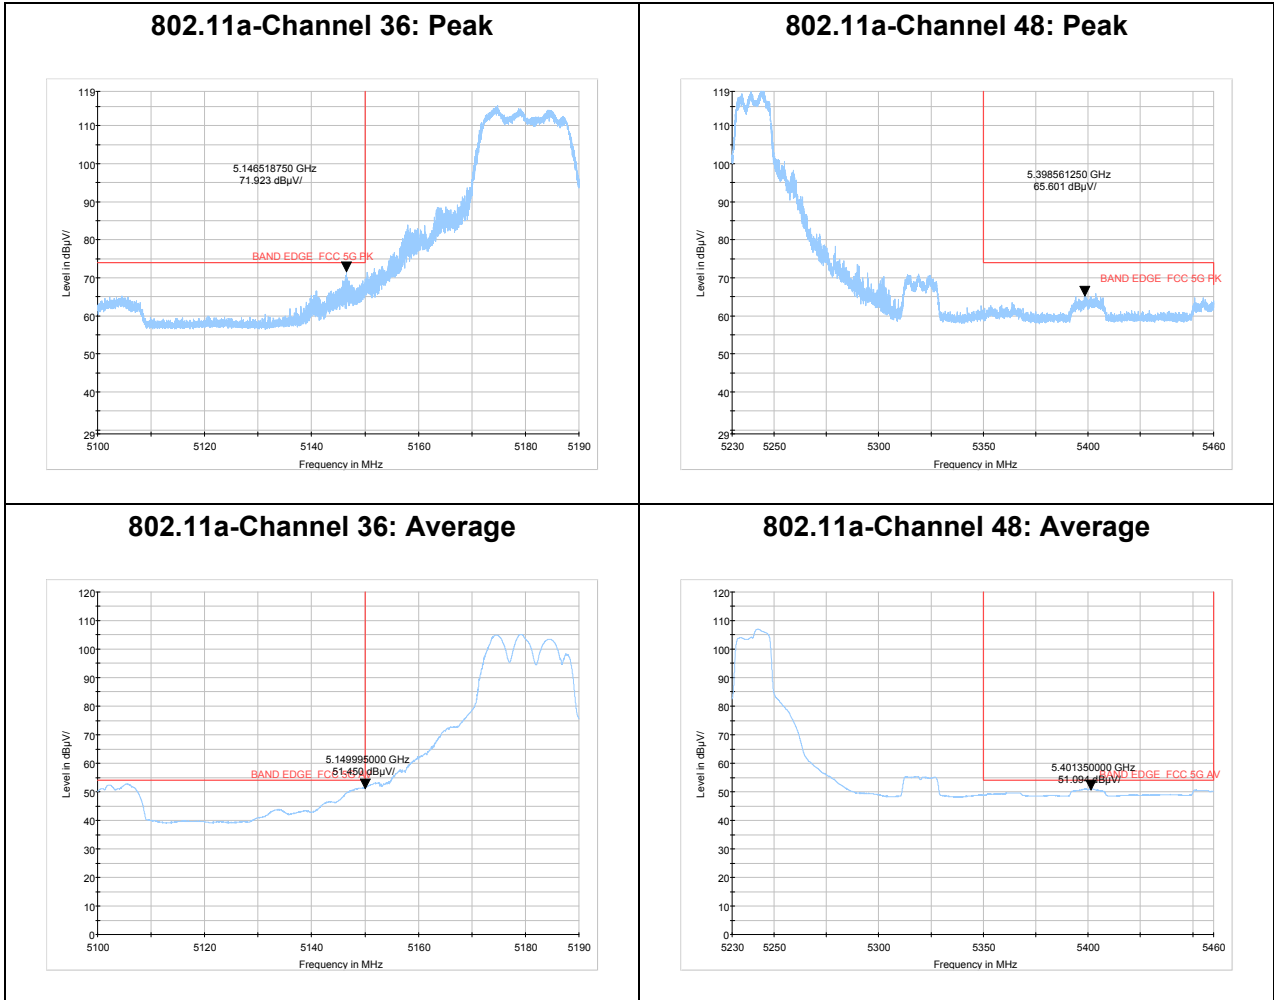 802.11a-Channel 36: Peak
119
110
100
90
80
70
60
50
40
29
Level in dBµV/
5.146518750 GHz
71.923 dBµV/
BAND EDGE FCC 5G PK
5100
5120
5140
5160
5180
5190
Frequency in MHz
802.11a-Channel 48: Peak
119
110
100
90
80
70
60
50
40
29
Level in dBµV/
5.398561250 GHz
65.601 dBµV/
BAND EDGE FCC 5G PK
5230
5250
5300
5350
5400
5460
Frequency in MHz
802.11a-Channel 36: Average
120
110
100
90
80
70
60
50
40
30
20
10
0
Level in dBµV/
5.149995000 GHz
51.450 dBµV/
BAND EDGE FCC 5G
5100
5120
5140
5160
5180
5190
Frequency in MHz
802.11a-Channel 48: Average
120
110
100
90
80
70
60
50
40
30
20
10
0
Level in dBµV/
5.401350000 GHz
51.094 dBµV/
BAND EDGE FCC 5G AV
5230
5250
5300
5350
5400
5460
Frequency in MHz